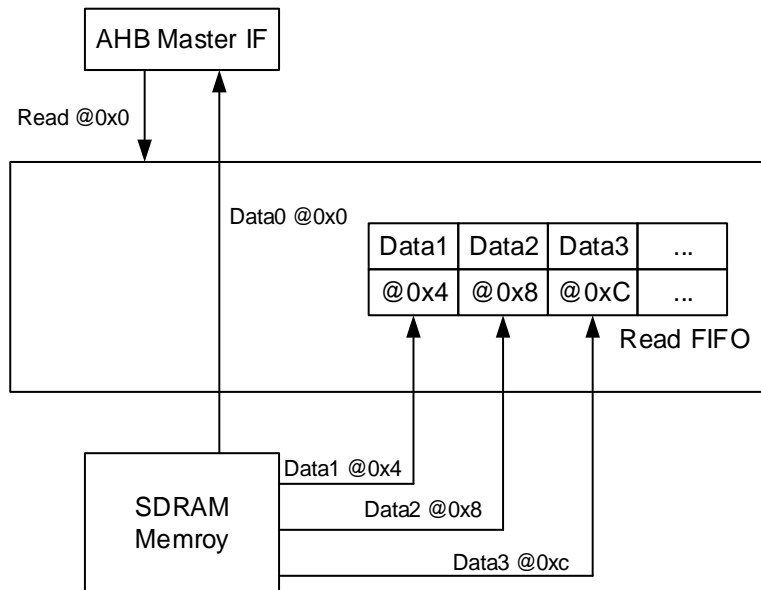 AHB Master IF
Read @0x0
Data0 @0x0
Data1 Data2 Data3 ...
@0x4 @0x8 @0xC ...
Read FIFO
Data1 @0x4
SDRAM
Memroy
Data2 @0x8
Data3 @0xc